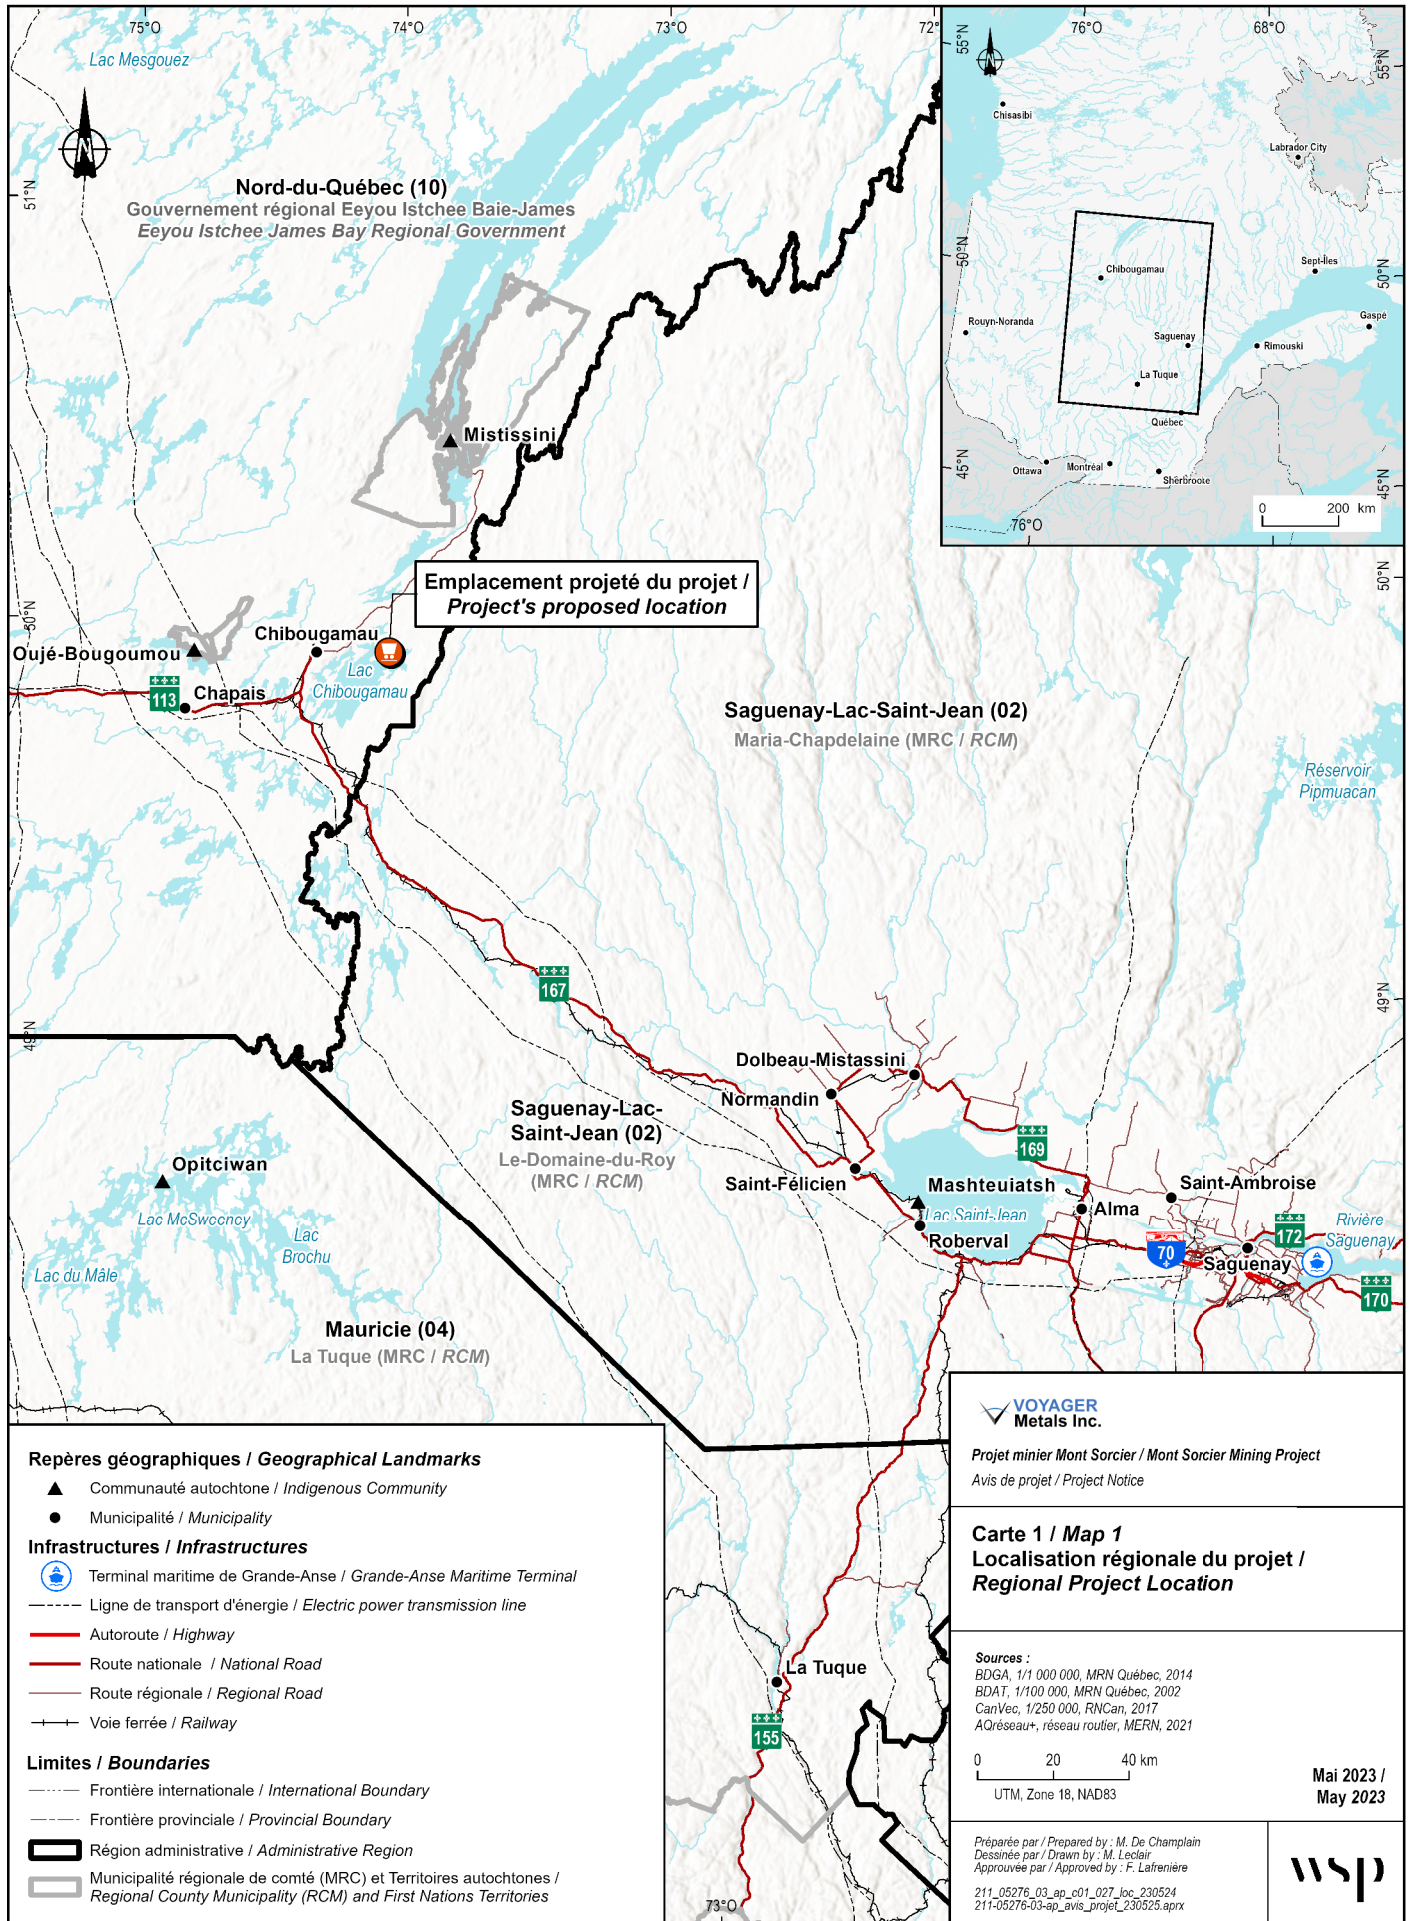 75°O
74°O
73°O
72°
Lac Mesgouez
N
51°N
Nord-du-Québec (10)
Gouvernement régional Eeyou Istchee Baie-James
Eeyou Istchee James Bay Regional Government
Mistissini
76°O
68°O
55°N
55°N
Chisasibi
Labrador City
50°N
50°N
Chibougamau
Sept-Îles
Rouyn-Noranda
Gaspé
Saguenay
Rimouski
La Tuque
Québec
45°N
45°N
Ottawa
Montréal
Sherbrooke
76°O
0 200 km
Emplacement projeté du projet /
Project's proposed location
50°N
50°N
Oujé-Bougoumou
Chibougamau
Lac
Chibougamau
113
Chapais
Saguenay-Lac-Saint-Jean (02)
Maria-Chapdelaine (MRC / RCM)
Réservoir
Pipmuacan
167
49°N
49°N
Dolbeau-Mistassini
Normandin
Saguenay-Lac-
Saint-Jean (02)
Le-Domaine-du-Roy
(MRC / RCM)
169
Saint-Félicien
Mashteuiatsh
Lac Saint-Jean
Roberval
Alma
Saint-Ambroise
70
Saguenay
172
Rivière
Saguenay
170
Opitciwan
Lac McSweeney
Lac
Brochu
Lac du Mâle
Mauricie (04)
La Tuque (MRC / RCM)
La Tuque
155
73°O
Repères géographiques / Geographical Landmarks
Communauté autochtone / Indigenous Community
Municipalité / Municipality
Infrastructures / Infrastructures
Terminal maritime de Grande-Anse / Grande-Anse Maritime Terminal
Ligne de transport d'énergie / Electric power transmission line
Autoroute / Highway
Route nationale / National Road
Route régionale / Regional Road
Voie ferrée / Railway
Limites / Boundaries
Frontière internationale / International Boundary
Frontière provinciale / Provincial Boundary
Région administrative / Administrative Region
Municipalité régionale de comté (MRC) et Territoires autochtones /
Regional County Municipality (RCM) and First Nations Territories
VOYAGER
Metals Inc.
Projet minier Mont Sorcier / Mont Sorcier Mining Project
Avis de projet / Project Notice
Carte 1 / Map 1
Localisation régionale du projet /
Regional Project Location
Sources :
BDGA, 1/1 000 000, MRN Québec, 2014
BDAT, 1/100 000, MRN Québec, 2002
CanVec, 1/250 000, RNCan, 2017
AQréseau+, réseau routier, MERN, 2021
0 20 40 km
UTM, Zone 18, NAD83
Mai 2023 /
May 2023
Préparée par / Prepared by : M. De Champlain
Dessinée par / Drawn by : M. Leclair
Approuvée par / Approved by : F. Lafrenière
211_05276_03_ap_c01_027_loc_230524
211-05276-03-ap_avis_projet_230525.aprx
wsp